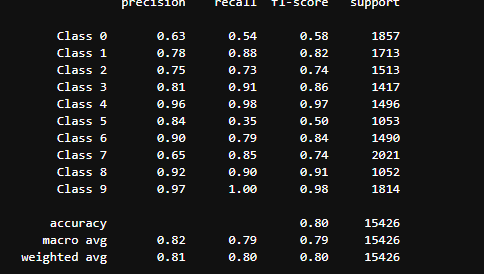 precision recall f1-score support
Class 0 0.63 0.54 0.58 1857
Class 1 0.78 0.88 0.82 1713
Class 2 0.75 0.73 0.74 1513
Class 3 0.81 0.91 0.86 1417
Class 4 0.96 0.98 0.97 1496
Class 5 0.84 0.35 0.50 1053
Class 6 0.90 0.79 0.84 1490
Class 7 0.65 0.85 0.74 2021
Class 8 0.92 0.90 0.91 1052
Class 9 0.97 1.00 0.98 1814
accuracy 0.80 15426
macro avg 0.82 0.79 0.79 15426
weighted avg 0.81 0.80 0.80 15426